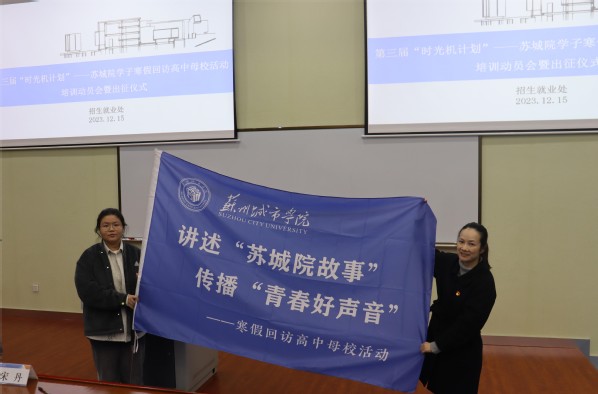 三届“时光机计划”——苏城院学子寒假回访高中母校活动
培训动员会暨出征仪式
招生就业处
2023.12.15
第三届“时光机计划”——苏城院学子寒
培训动员会暨出征仪式
招生就业处
2023.12.15
苏州城市学院
SUZHOU CITY UNIVERSITY
讲述“苏城院故事”
传播“青春好声音”
——寒假回访高中母校活动
宋丹